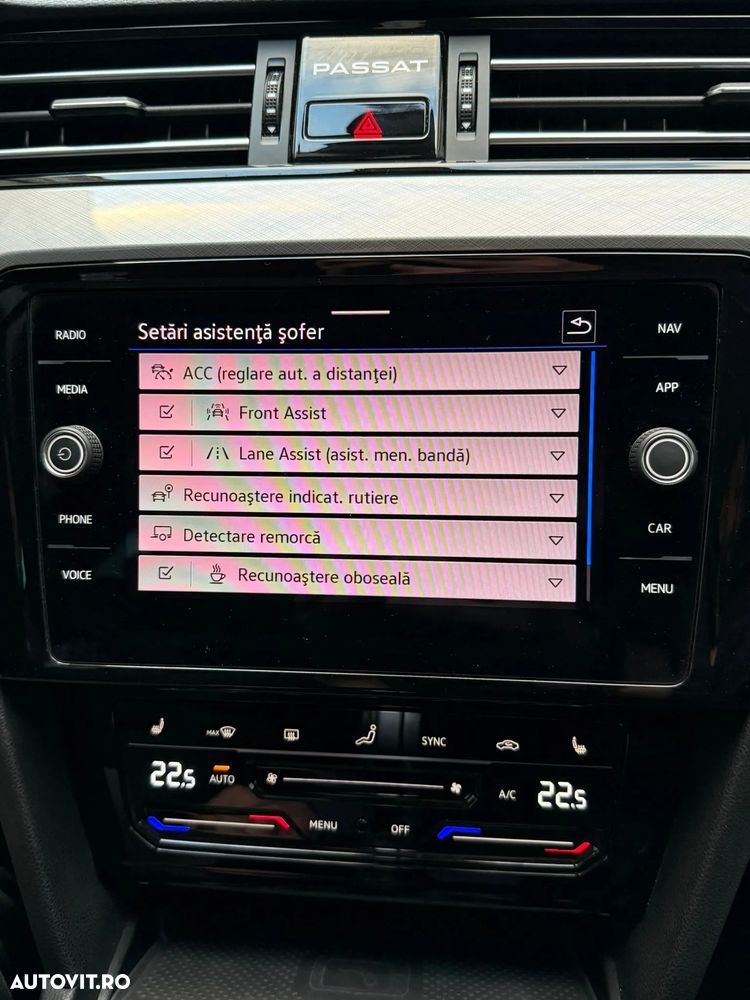 PASSAT
RADIO
MEDIA
PHONE
VOICE
Setări asistenţă şofer
ACC (reglare aut. a distanţei)
Front Assist
Lane Assist (asist. men. bandă)
Recunoaştere indicat. rutiere
Detectare remorcă
Recunoaştere oboseală
NAV
APP
CAR
MENU
MAX
SYNC
22.5
AUTO
A/C
22.5
MENU
OFF
AUTOVIT.RO